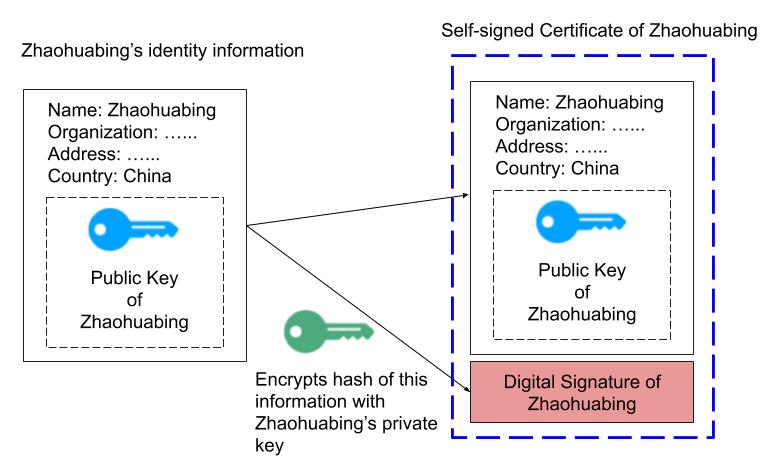 Zhaohuabing's identity information
Name: Zhaohuabing
Organization: …...
Address: …...
Country: China
Public Key
of
Zhaohuabing
Encrypts hash of this
information with
Zhaohuabing's private
key
Self-signed Certificate of Zhaohuabing
Name: Zhaohuabing
Organization: …...
Address: …...
Country: China
Public Key
of
Zhaohuabing
Digital Signature of
Zhaohuabing